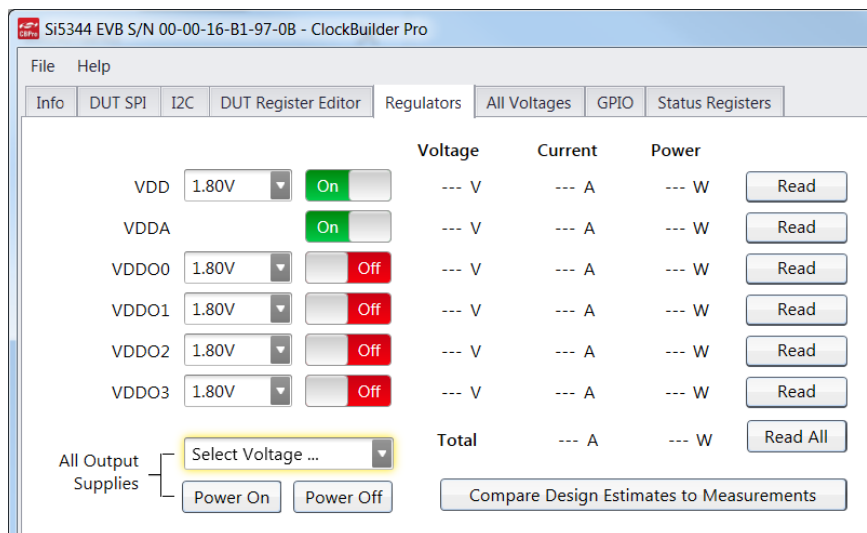 CBPro Si5344 EVB S/N 00-00-16-B1-97-0B - ClockBuilder Pro
File Help
Info DUT SPI I2C DUT Register Editor Regulators All Voltages GPIO Status Registers
Voltage Current Power
VDD 1.80V On --- V --- A --- W Read
VDDA On --- V --- A --- W Read
VDDO0 1.80V Off --- V --- A --- W Read
VDDO1 1.80V Off --- V --- A --- W Read
VDDO2 1.80V Off --- V --- A --- W Read
VDDO3 1.80V Off --- V --- A --- W Read
Total --- A --- W Read All
All Output Supplies
Select Voltage ...
Power On Power Off
Compare Design Estimates to Measurements